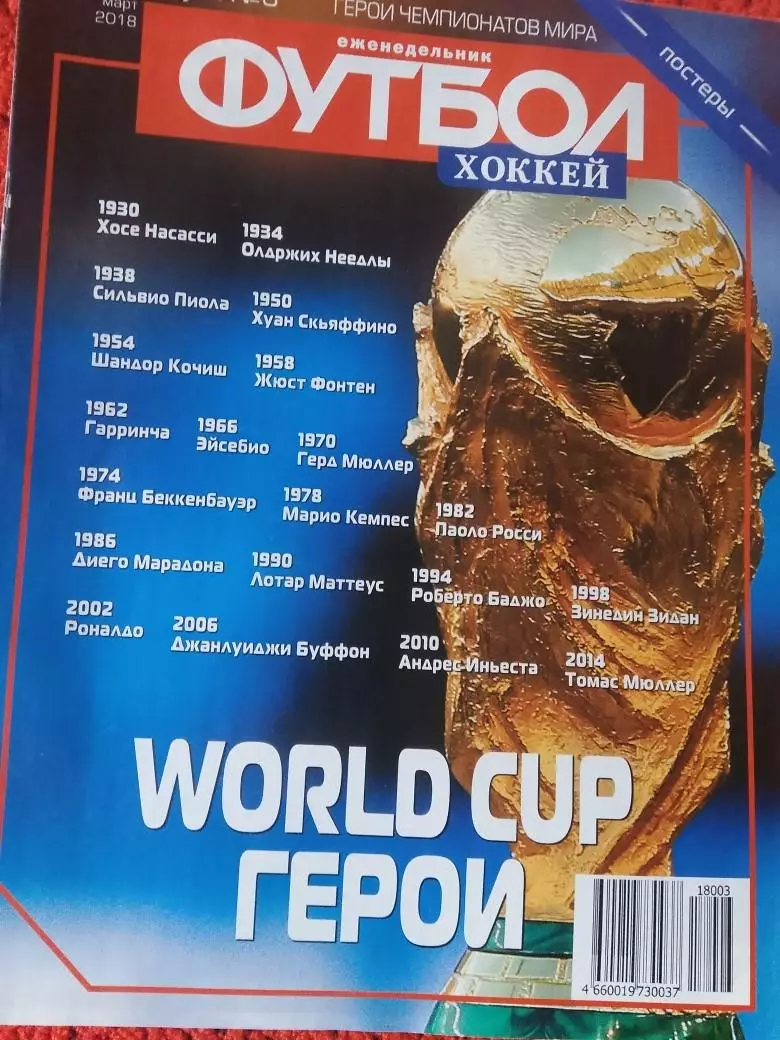 март
2018
ГЕРОИ ЧЕМПИОНАТОВ МИРА
постеры
еженедельник
ФУТБОЛ
ХОККЕЙ
1930
Хосе Насасси
1934
Олдржих Неедлы
1938
Сильвио Пиола
1950
Хуан Скьяффино
1954
Шандор Кочиш
1958
Жюст Фонтен
1962
Гарринча
1966
Эйсебио
1970
Герд Мюллер
1974
Франц Беккенбауэр
1978
Марио Кемпес
1982
Паоло Росси
1986
Диего Марадона
1990
Лотар Маттеус
1994
Роберто Баджо
1998
Зинедин Зидан
2002
Роналдо
2006
Джанлуиджи Буффон
2010
Андрес Иньеста
2014
Томас Мюллер
WORLD CUP
ГЕРОИ
18003
4 660019 730037